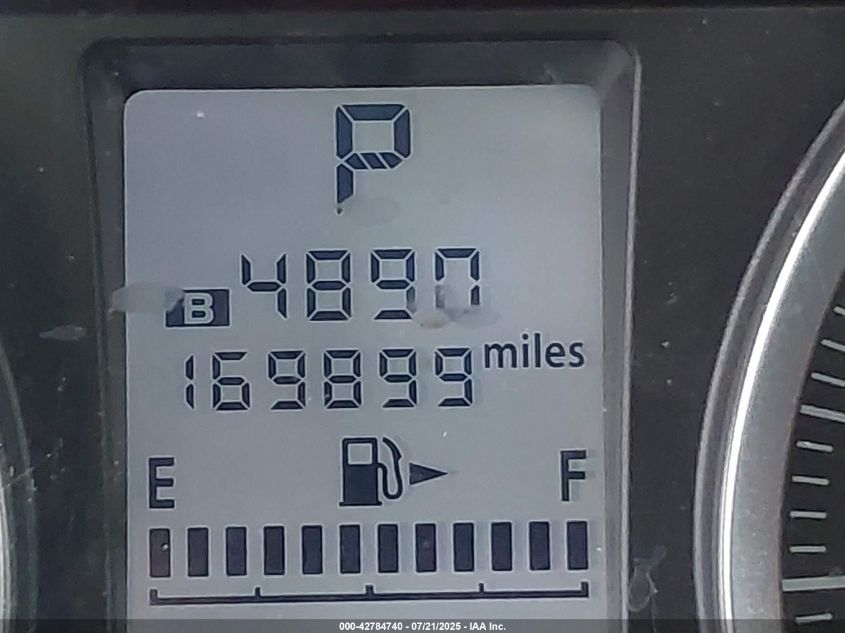 P
B 4890
169899 miles
E F
000-42784740 - 07/21/2025 - IAA Inc.